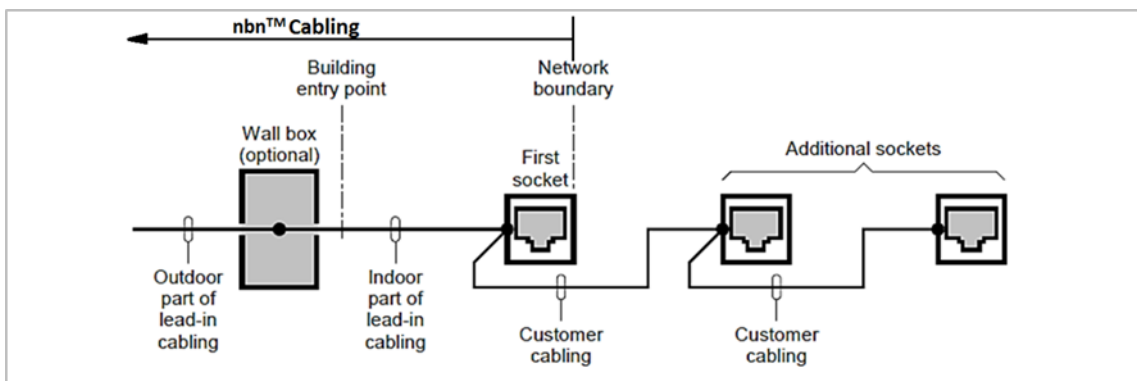 nbn™ Cabling
Building
entry point
Network
boundary
Wall box
(optional)
First
socket
Additional sockets
Outdoor
part of
lead-in
cabling
Indoor
part of
lead-in
cabling
Customer
cabling
Customer
cabling